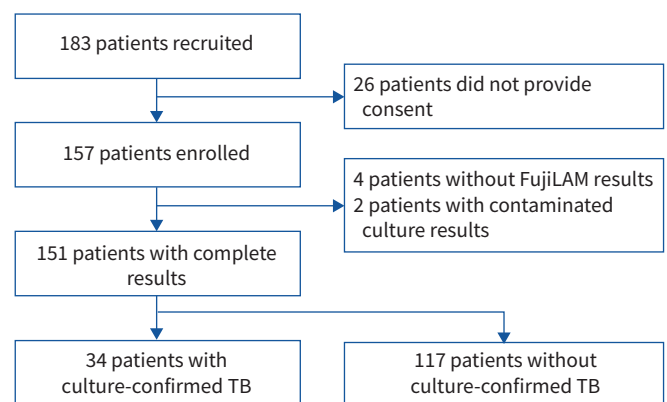 183 patients recruited
26 patients did not provide
consent
157 patients enrolled
4 patients without FujiLAM results
2 patients with contaminated
culture results
151 patients with complete
results
34 patients with
culture-confirmed TB
117 patients without
culture-confirmed TB